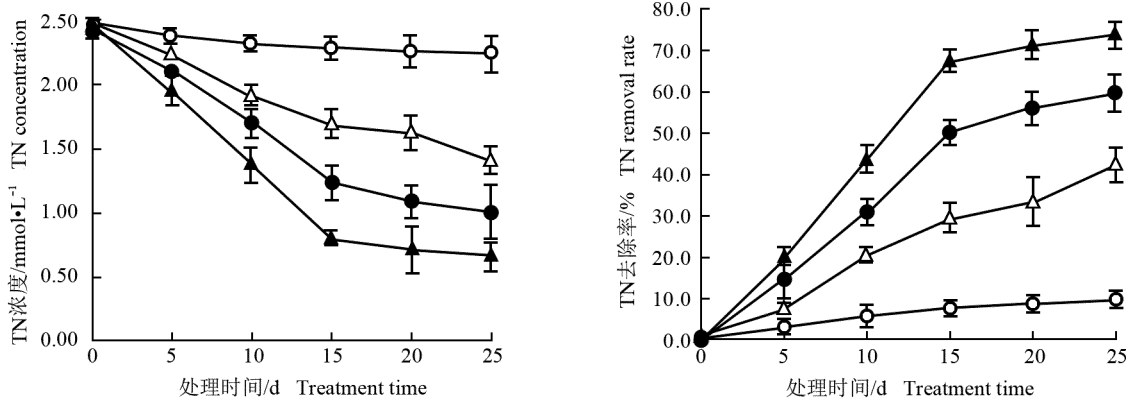 TN浓度/mmol•L⁻¹ TN concentration
2.50
2.00
1.50
1.00
0.50
0.00
0 5 10 15 20 25
处理时间/d Treatment time
TN去除率/% TN removal rate
80.0
70.0
60.0
50.0
40.0
30.0
20.0
10.0
0.0
0 5 10 15 20 25
处理时间/d Treatment time